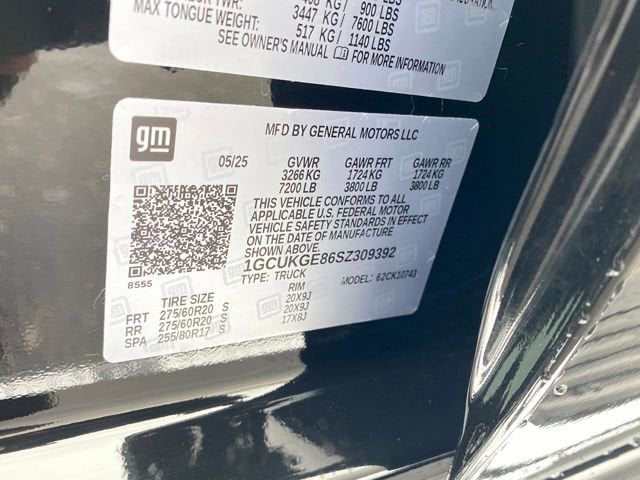 900 LBS
3447 KG / 7600 LBS
MAX TONGUE WEIGHT: 517 KG / 1140 LBS
SEE OWNER'S MANUAL FOR MORE INFORMATION
gm
MFD BY GENERAL MOTORS LLC
05/25 GVWR GAWR FRT GAWR RR
3266 KG 1724 KG 1724 KG
7200 LB 3800 LB 3800 LB
THIS VEHICLE CONFORMS TO ALL
APPLICABLE U.S. FEDERAL MOTOR
VEHICLE SAFETY STANDARDS IN EFFECT
ON THE DATE OF MANUFACTURE
SHOWN ABOVE.
1GCUKGE86SZ309392
TYPE: TRUCK MODEL: 62CK10743
8555
TIRE SIZE RIM
FRT 275/60R20 S 20X9J
RR 275/60R20 S 20X9J
SPA 255/80R17 S 17X8J